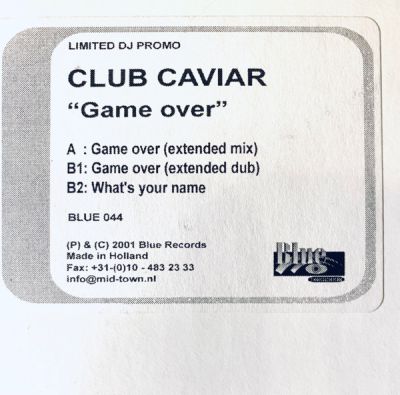 LIMITED DJ PROMO
CLUB CAVIAR
“Game over”
A : Game over (extended mix)
B1: Game over (extended dub)
B2: What's your name
BLUE 044
(P) & (C) 2001 Blue Records
Made in Holland
Fax: +31-(0)10 - 483 23 33
info@mid-town.nl
Blue